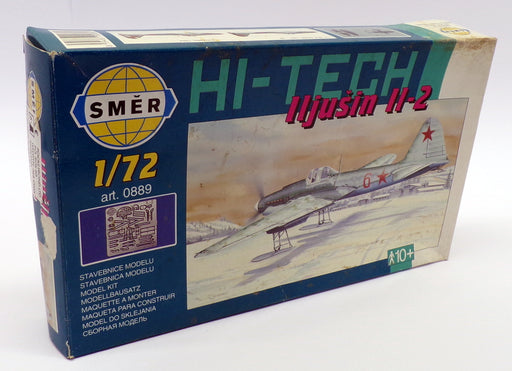 HI-TECH
Iljušin Il-2
SMĚR
1/72
art. 0889
6
10+
STAVEBNICE MODELU
STAVEBNICA MODELU
MODEL KIT
MODELLBAUSATZ
MAQUETTE A MONTER
MAQUETA PARA CONSTRUIR
MODEL DO SKLEJANIA
СБОРНАЯ МОДЕЛЬ